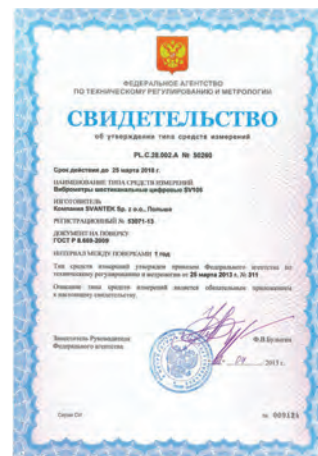 ФЕДЕРАЛЬНОЕ АГЕНТСТВО
ПО ТЕХНИЧЕСКОМУ РЕГУЛИРОВАНИЮ И МЕТРОЛОГИИ
СВИДЕТЕЛЬСТВО
об утверждении типа средств измерений
PL.C.28.002.A № 50260
Срок действия до 25 марта 2018 г.
НАИМЕНОВАНИЕ ТИПА СРЕДСТВ ИЗМЕРЕНИЙ
Виброметры шестиканальные цифровые SV106
ИЗГОТОВИТЕЛЬ
Компания SVANTEK Sp. z o.o., Польша
РЕГИСТРАЦИОННЫЙ № 53071-13
ДОКУМЕНТ НА ПОВЕРКУ
ГОСТ Р 8.669-2009
ИНТЕРВАЛ МЕЖДУ ПОВЕРКАМИ 1 год
Тип средств измерений утвержден приказом Федерального агентства по
техническому регулированию и метрологии от 25 марта 2013 г. № 311
Описание типа средств измерений является обязательным приложением
к настоящему свидетельству.
Заместитель Руководителя
Федерального агентства
Ф.В.Булыгин
04 2013 г.
Серия СИ
№ 009124